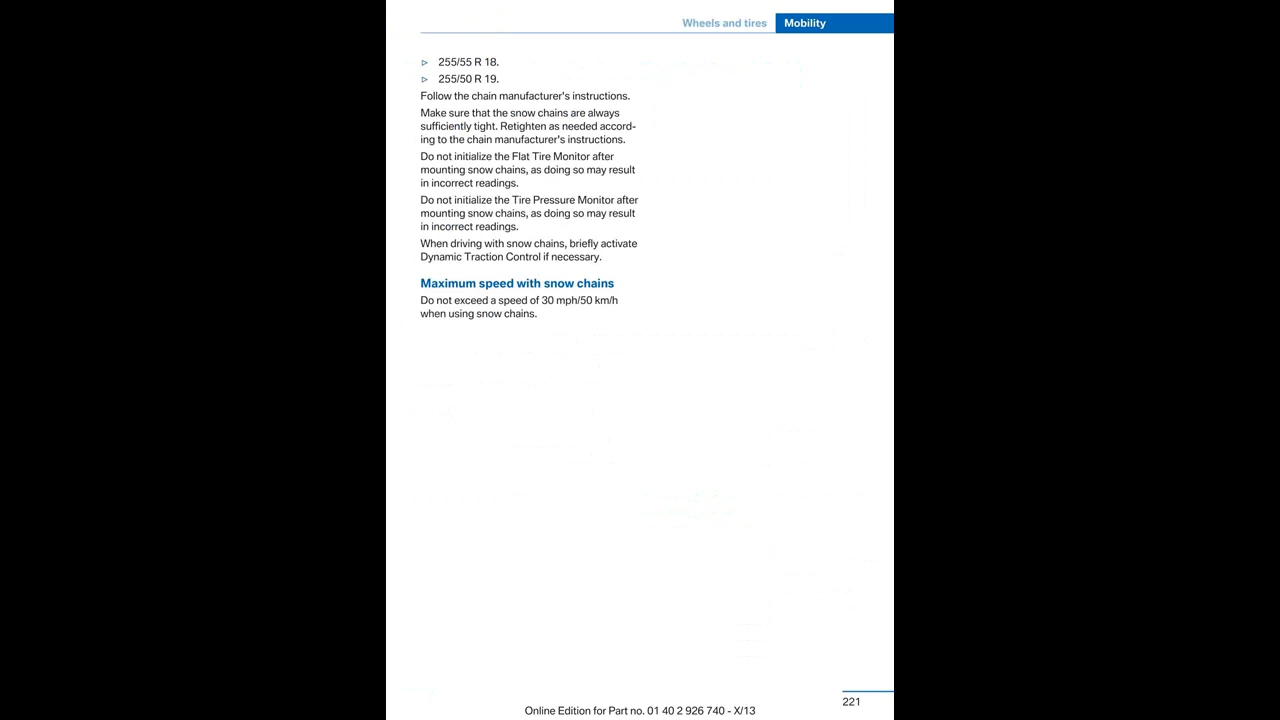 Wheels and tires Mobility
▷ 255/55 R 18.
▷ 255/50 R 19.
Follow the chain manufacturer's instructions.
Make sure that the snow chains are always
sufficiently tight. Retighten as needed accord-
ing to the chain manufacturer's instructions.
Do not initialize the Flat Tire Monitor after
mounting snow chains, as doing so may result
in incorrect readings.
Do not initialize the Tire Pressure Monitor after
mounting snow chains, as doing so may result
in incorrect readings.
When driving with snow chains, briefly activate
Dynamic Traction Control if necessary.
Maximum speed with snow chains
Do not exceed a speed of 30 mph/50 km/h
when using snow chains.
221
Online Edition for Part no. 01 40 2 926 740 - X/13